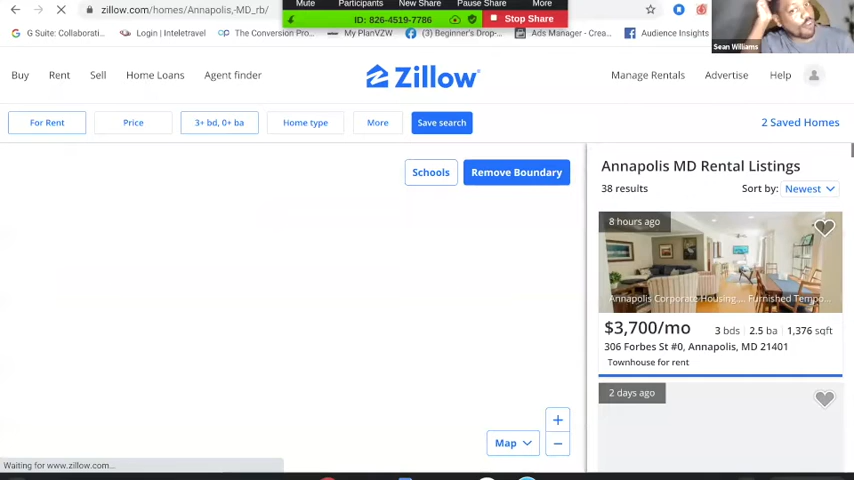 Mute Participants New Share Pause Share More
zillow.com/homes/Annapolis,-MD_rb/
ID: 826-4519-7786 Stop Share
G Suite: Collaborati... Login | Inteletravel The Conversion Pro... My PlanVZW (3) Beginner's Drop-... Ads Manager - Crea... Audience Insights
Sean Williams
Buy Rent Sell Home Loans Agent finder Zillow Manage Rentals Advertise Help
For Rent Price 3+ bd, 0+ ba Home type More Save search 2 Saved Homes
Schools Remove Boundary
Annapolis MD Rental Listings
38 results Sort by: Newest
8 hours ago
Annapolis Corporate Housing.... Furnished Tempo...
$3,700/mo 3 bds 2.5 ba 1,376 sqft
306 Forbes St #0, Annapolis, MD 21401
Townhouse for rent
2 days ago
+
Map −
Waiting for www.zillow.com...